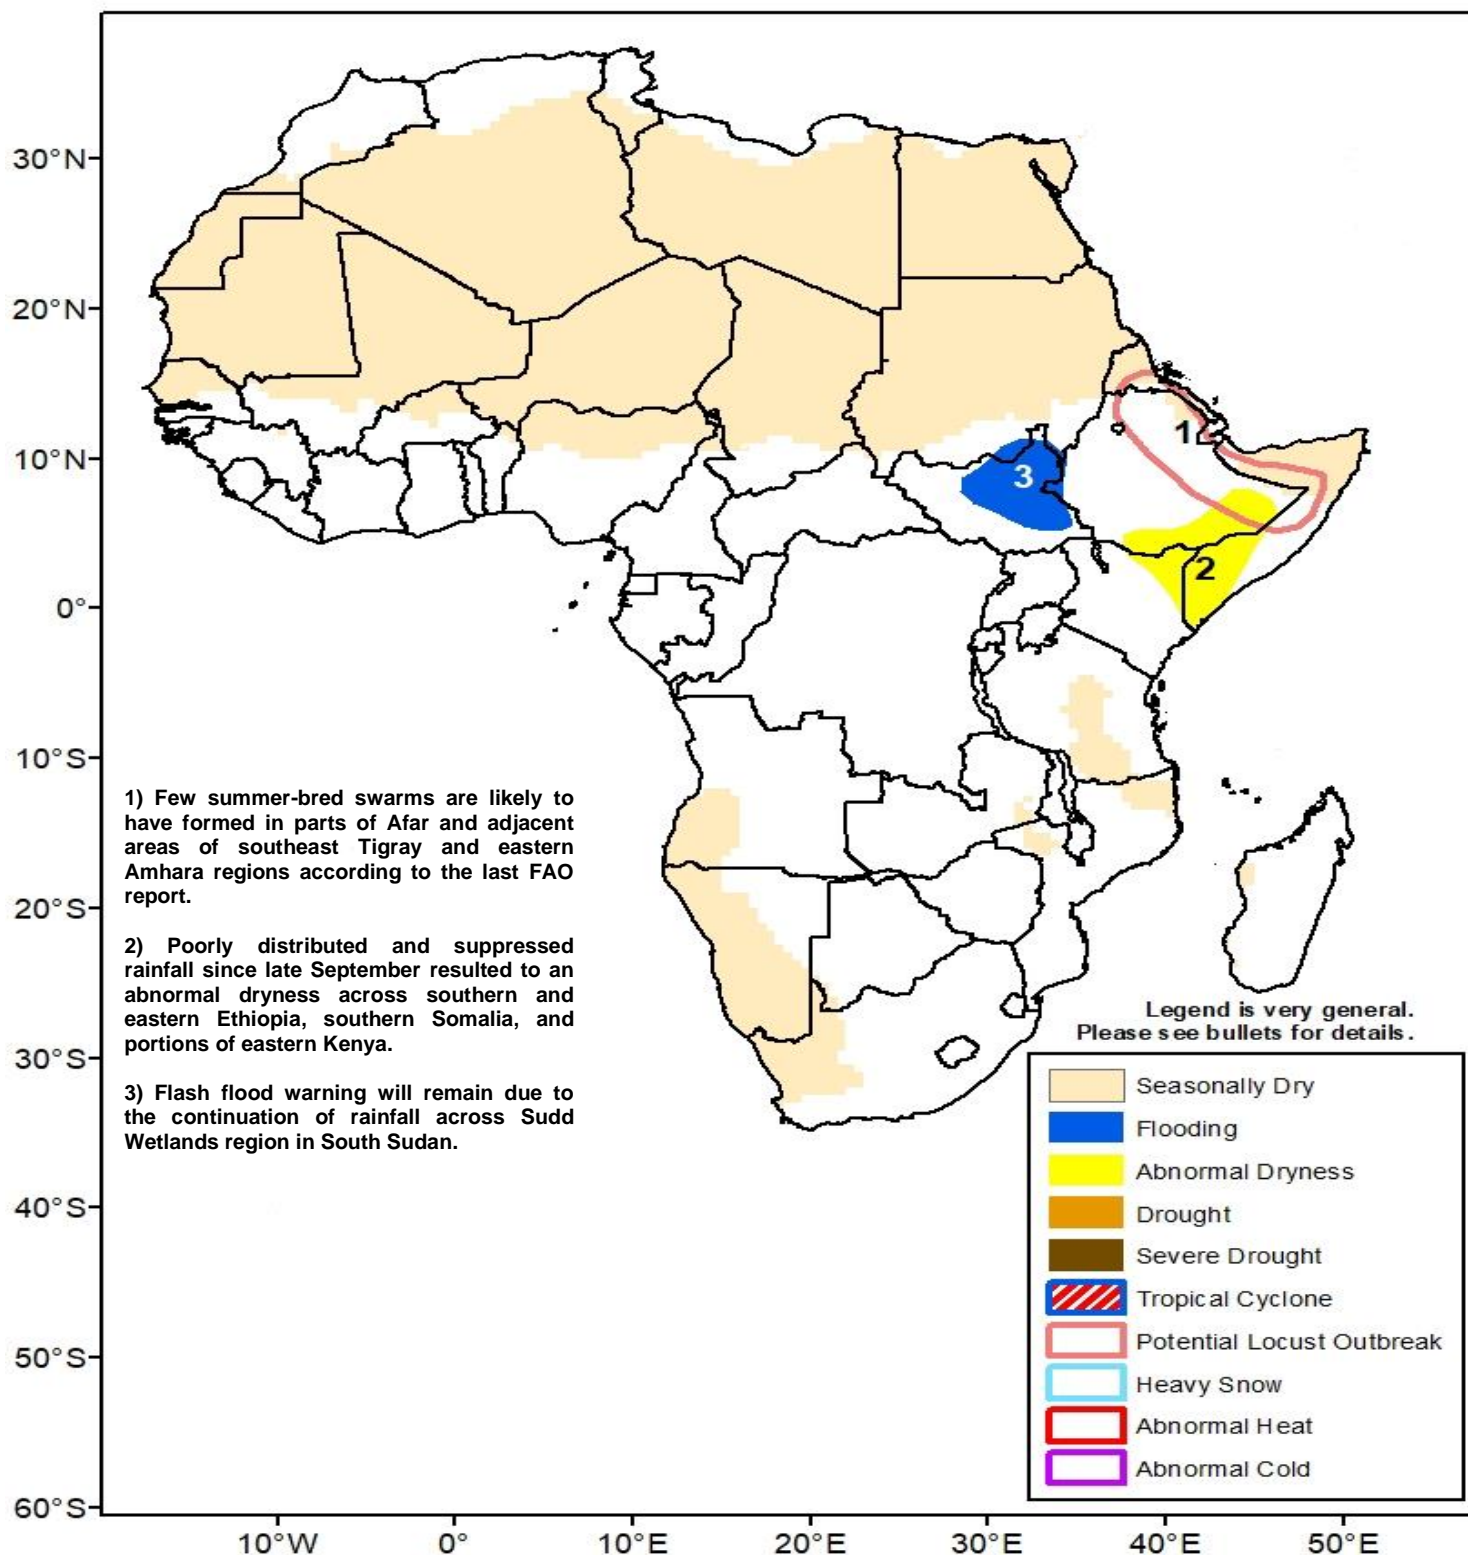 30°N
20°N
10°N
0°
10°S
20°S
30°S
40°S
50°S
60°S
10°W
0°
10°E
20°E
30°E
40°E
50°E
1
2
3
1) Few summer-bred swarms are likely to
have formed in parts of Afar and adjacent
areas of southeast Tigray and eastern
Amhara regions according to the last FAO
report.
2) Poorly distributed and suppressed
rainfall since late September resulted to an
abnormal dryness across southern and
eastern Ethiopia, southern Somalia, and
portions of eastern Kenya.
3) Flash flood warning will remain due to
the continuation of rainfall across Sudd
Wetlands region in South Sudan.
Legend is very general.
Please see bullets for details.
Seasonally Dry
Flooding
Abnormal Dryness
Drought
Severe Drought
Tropical Cyclone
Potential Locust Outbreak
Heavy Snow
Abnormal Heat
Abnormal Cold